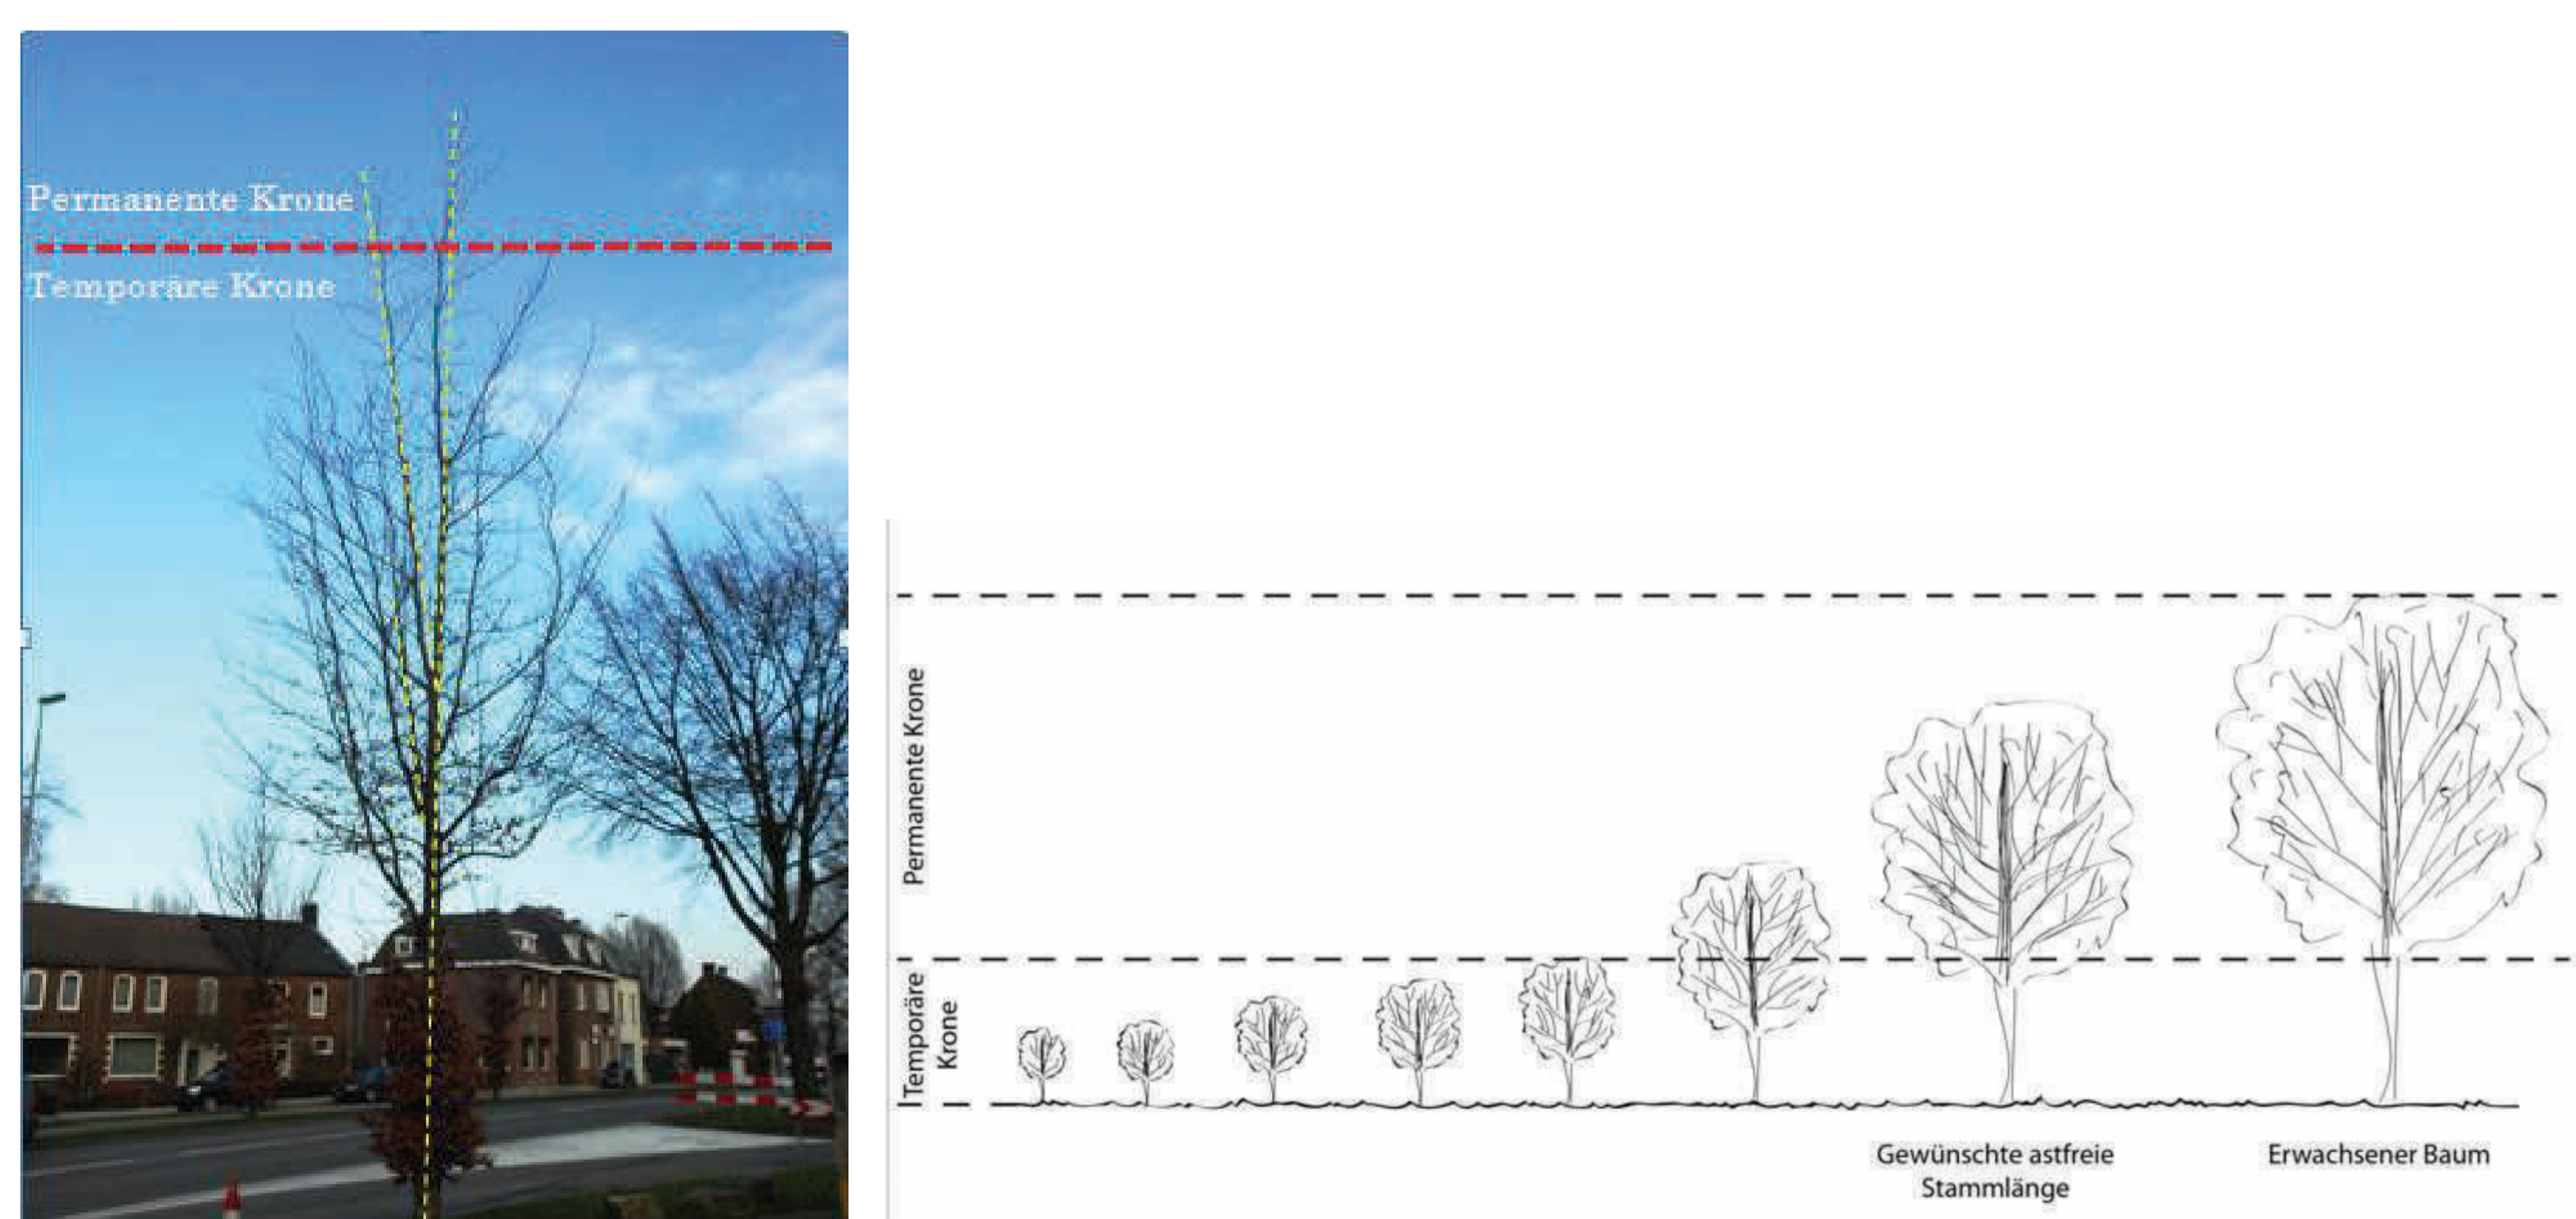 Permanente Krone
Temporäre Krone
Permanente Krone
Temporäre
Krone
Gewünschte astfreie
Stammlänge
Erwachsener Baum